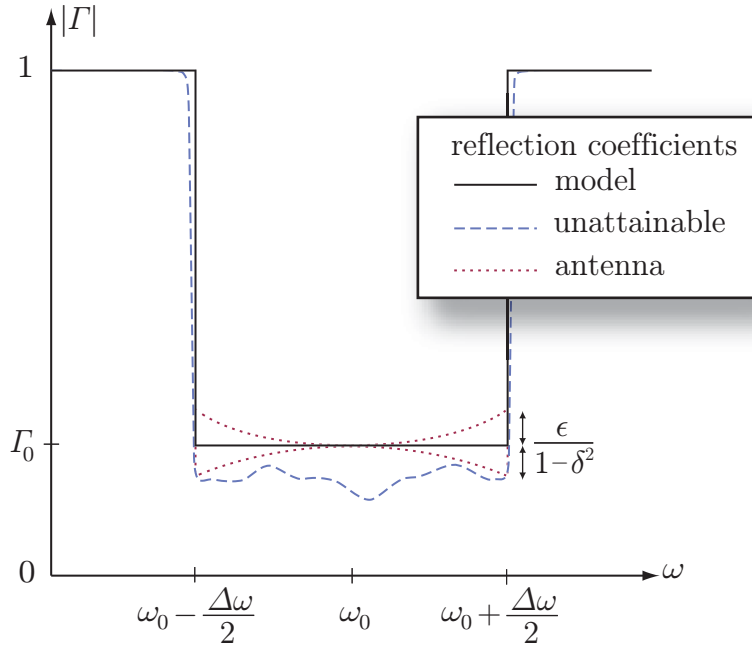 |Γ|
1
reflection coefficients
model
unattainable
antenna
Γ₀
ϵ
1−δ²
0
ω
ω₀ − Δω/2
ω₀
ω₀ + Δω/2